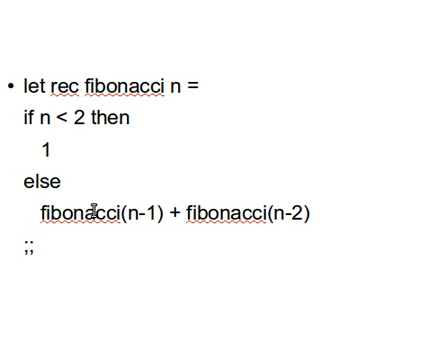 • let rec fibonacci n =
if n < 2 then
1
else
fibonacci(n-1) + fibonacci(n-2)
;;